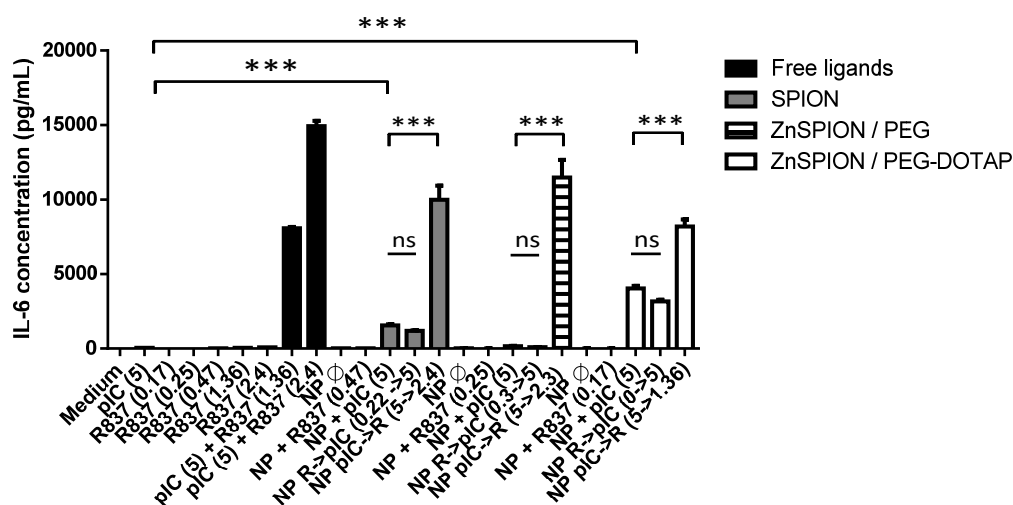 ***
***
20000
15000
10000
5000
0
IL-6 concentration (pg/mL)
***
***
***
ns
ns
ns
Free ligands
SPION
ZnSPION / PEG
ZnSPION / PEG-DOTAP
Medium
pIC (5)
R837 (0.17)
R837 (0.25)
R837 (0.47)
R837 (1.36)
R837 (2.4)
pIC (5) + R837 (1.36)
pIC (5) + R837 (2.4)
NP ϕ
NP + R837 (0.47)
NP + pIC (5)
NP R->pIC (0.22->5)
NP pIC->R (5->2.4)
NP ϕ
NP + R837 (0.25)
NP + pIC (5)
NP R->pIC (0.3->5)
NP pIC->R (5->2.3)
NP ϕ
NP + R837 (0.17)
NP + pIC (5)
NP R->pIC (0->5)
NP pIC->R (5->1.36)